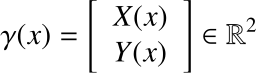 γ(x) = [ X(x) Y(x) ] ∈ ℝ²